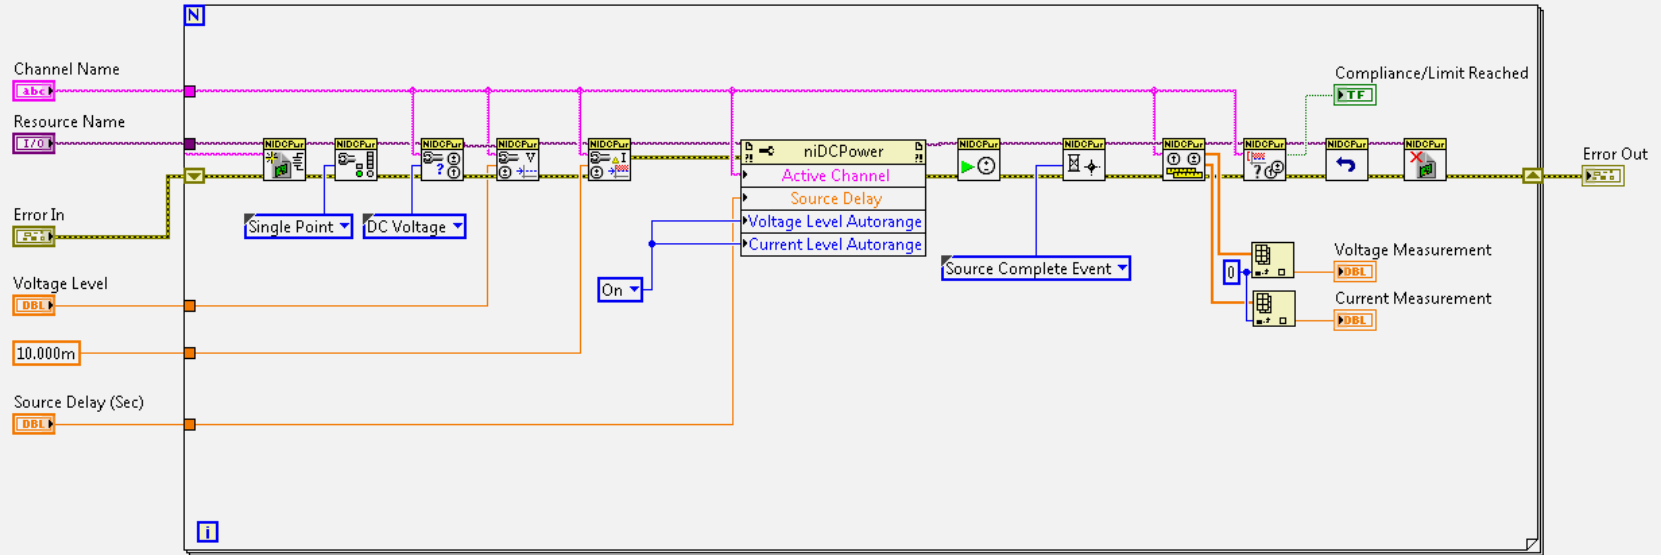 N
Channel Name
abc
Resource Name
I/O
Error In
Voltage Level
DBL
10.000m
Source Delay (Sec)
DBL
NIDCPwr
NIDCPwr
NIDCPwr
?
NIDCPwr
V
NIDCPwr
I
Single Point
DC Voltage
On
niDCPower
Active Channel
Source Delay
Voltage Level Autorange
Current Level Autorange
NIDCPwr
NIDCPwr
NIDCPwr
NIDCPwr
?
NIDCPwr
NIDCPwr
Source Complete Event
0
Compliance/Limit Reached
TF
Voltage Measurement
DBL
Current Measurement
DBL
Error Out
i